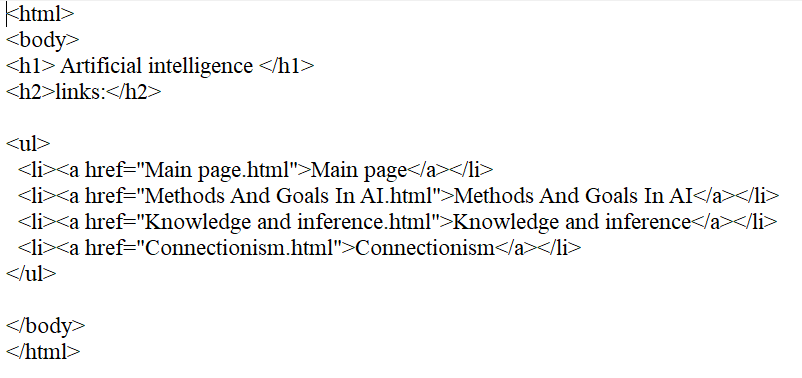 <html>
<body>
<h1> Artificial intelligence </h1>
<h2>links:</h2>
<ul>
<li><a href="Main page.html">Main page</a></li>
<li><a href="Methods And Goals In AI.html">Methods And Goals In AI</a></li>
<li><a href="Knowledge and inference.html">Knowledge and inference</a></li>
<li><a href="Connectionism.html">Connectionism</a></li>
</ul>
</body>
</html>